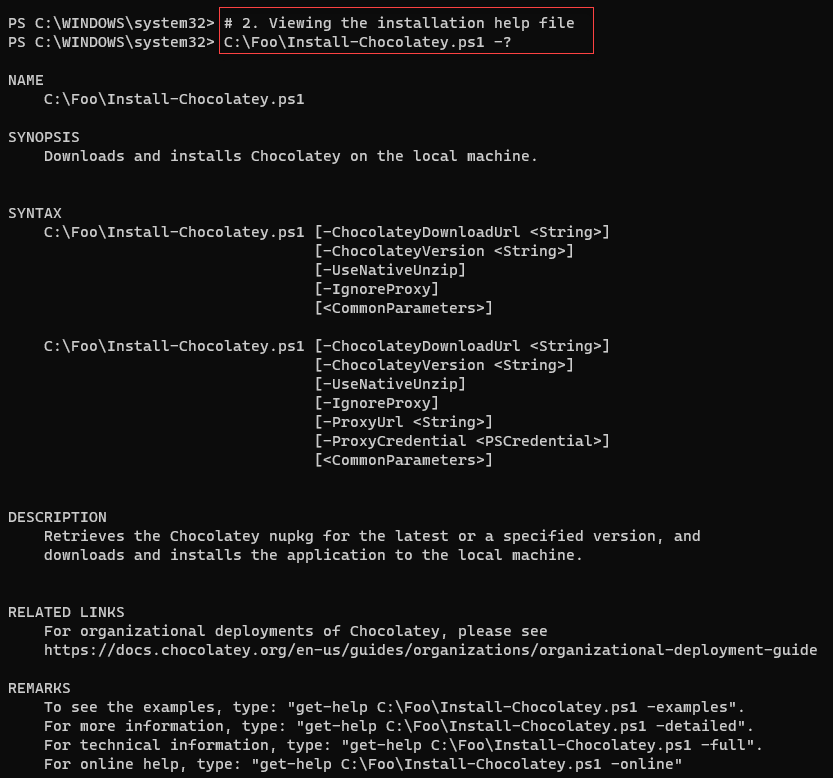 PS C:\WINDOWS\system32> # 2. Viewing the installation help file
PS C:\WINDOWS\system32> C:\Foo\Install-Chocolatey.ps1 -?
NAME
C:\Foo\Install-Chocolatey.ps1
SYNOPSIS
Downloads and installs Chocolatey on the local machine.
SYNTAX
C:\Foo\Install-Chocolatey.ps1 [-ChocolateyDownloadUrl <String>]
[-ChocolateyVersion <String>]
[-UseNativeUnzip]
[-IgnoreProxy]
[<CommonParameters>]
C:\Foo\Install-Chocolatey.ps1 [-ChocolateyDownloadUrl <String>]
[-ChocolateyVersion <String>]
[-UseNativeUnzip]
[-IgnoreProxy]
[-ProxyUrl <String>]
[-ProxyCredential <PSCredential>]
[<CommonParameters>]
DESCRIPTION
Retrieves the Chocolatey nupkg for the latest or a specified version, and
downloads and installs the application to the local machine.
RELATED LINKS
For organizational deployments of Chocolatey, please see
https://docs.chocolatey.org/en-us/guides/organizations/organizational-deployment-guide
REMARKS
To see the examples, type: "get-help C:\Foo\Install-Chocolatey.ps1 -examples".
For more information, type: "get-help C:\Foo\Install-Chocolatey.ps1 -detailed".
For technical information, type: "get-help C:\Foo\Install-Chocolatey.ps1 -full".
For online help, type: "get-help C:\Foo\Install-Chocolatey.ps1 -online"